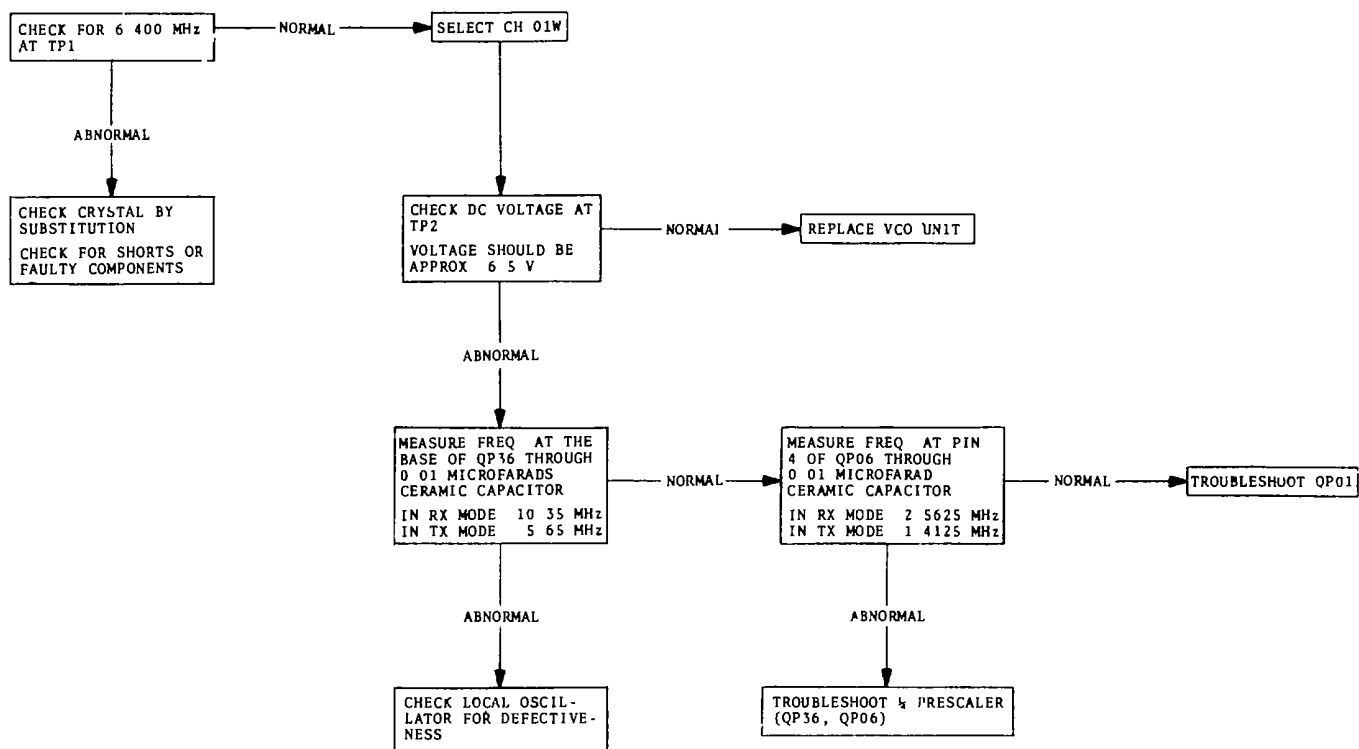 CHECK FOR 6 400 MHz
AT TP1
NORMAL
SELECT CH 01W
ABNORMAL
CHECK CRYSTAL BY
SUBSTITUTION
CHECK FOR SHORTS OR
FAULTY COMPONENTS
CHECK DC VOLTAGE AT
TP2
VOLTAGE SHOULD BE
APPROX 6 5 V
NORMAI
REPLACE VCO UNIT
ABNORMAL
MEASURE FREQ AT THE
BASE OF QP36 THROUGH
0 01 MICROFARADS
CERAMIC CAPACITOR
IN RX MODE 10 35 MHz
IN TX MODE 5 65 MHz
NORMAL
MEASURE FREQ AT PIN
4 OF QP06 THROUGH
0 01 MICROFARAD
CERAMIC CAPACITOR
IN RX MODE 2 5625 MHz
IN TX MODE 1 4125 MHz
NORMAL
TROUBLESHOOT QP01
ABNORMAL
CHECK LOCAL OSCIL-
LATOR FOR DEFECTIVE-
NESS
ABNORMAL
TROUBLESHOOT ¼ PRESCALER
(QP36, QP06)